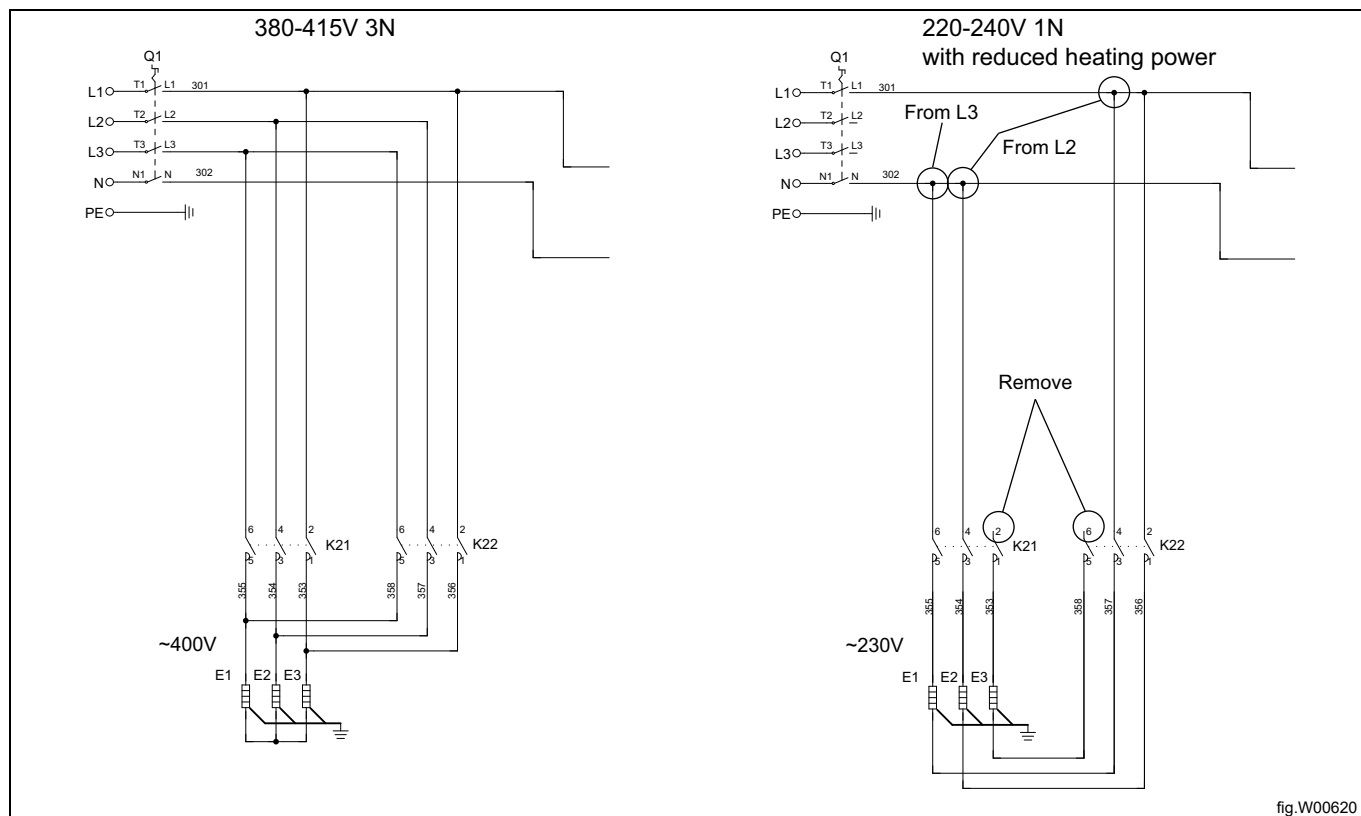 380-415V 3N
Q1
L1 T1 L1 301
L2 T2 L2
L3 T3 L3
N N1 N 302
PE
6 4 2 6 4 2
K21 K22
5 3 1 5 3 1
355 354 353 358 357 356
~400V
E1 E2 E3
220-240V 1N
with reduced heating power
Q1
L1 T1 L1 301
From L3
L2 T2 L2
From L2
L3 T3 L3
N N1 N 302
PE
Remove
6 4 2 6 4 2
K21 K22
5 3 1 5 3 1
355 354 353 358 357 356
~230V
E1 E2 E3
fig.W00620